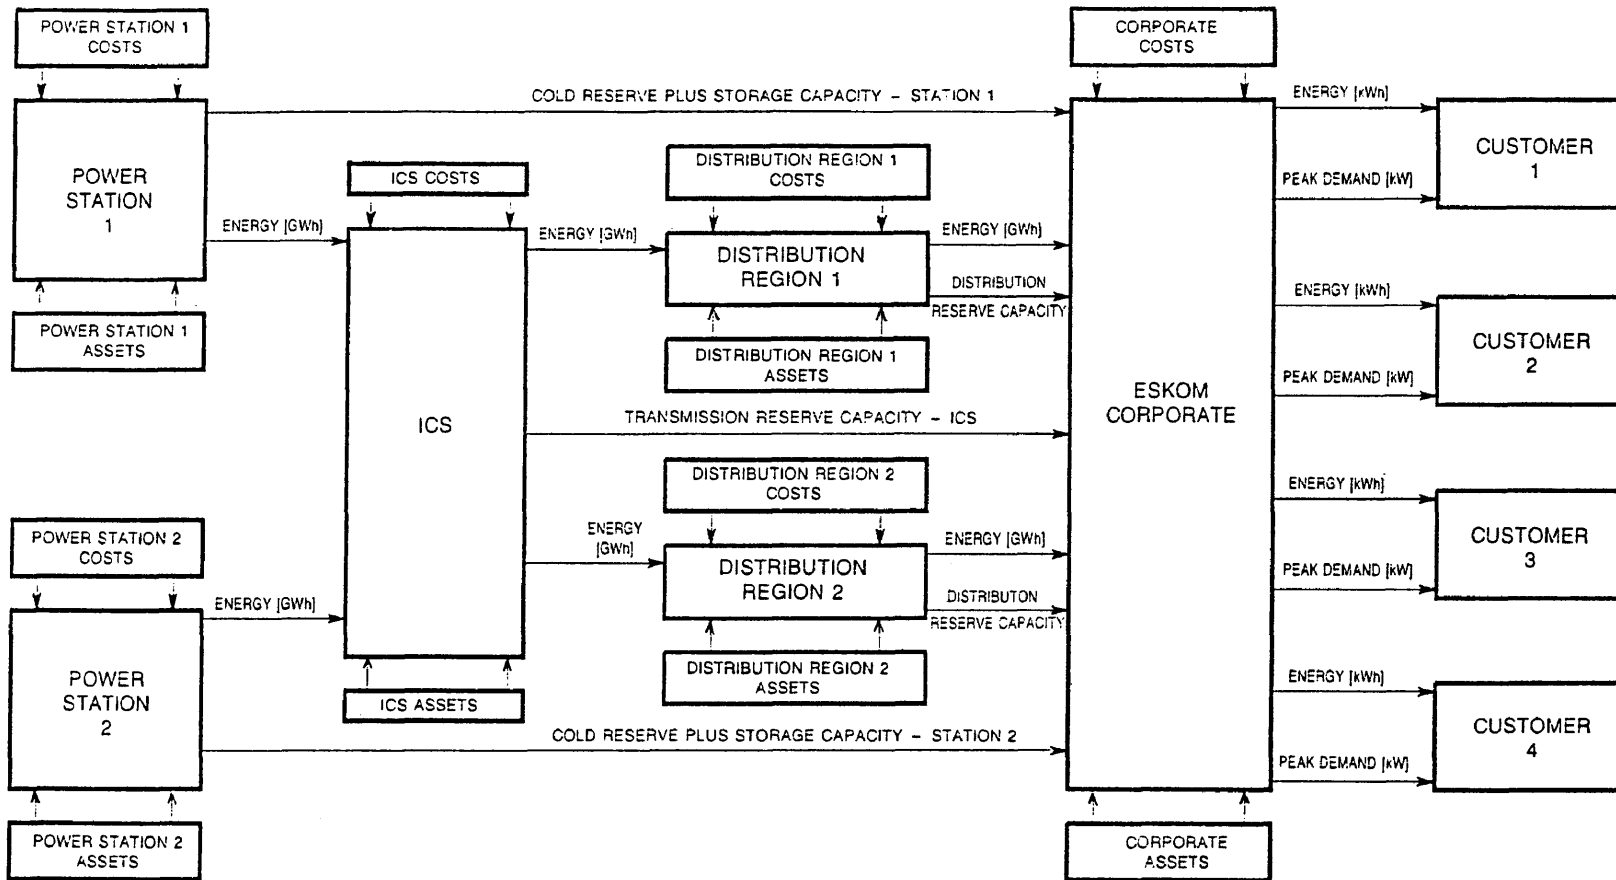 POWER STATION 1
COSTS
CORPORATE
COSTS
COLD RESERVE PLUS STORAGE CAPACITY - STATION 1
ENERGY [kWh]
POWER
STATION
1
ICS COSTS
DISTRIBUTION REGION 1
COSTS
CUSTOMER
1
PEAK DEMAND [kW]
ENERGY [GWh]
ENERGY [GWh]
DISTRIBUTION
REGION 1
ENERGY [GWh]
DISTRIBUTION
RESERVE CAPACITY
POWER STATION 1
ASSETS
DISTRIBUTION REGION 1
ASSETS
ENERGY [kWh]
CUSTOMER
2
PEAK DEMAND [kW]
ICS
TRANSMISSION RESERVE CAPACITY - ICS
ESKOM
CORPORATE
DISTRIBUTION REGION 2
COSTS
ENERGY [kWh]
CUSTOMER
3
PEAK DEMAND [kW]
POWER STATION 2
COSTS
ENERGY
[GWh]
DISTRIBUTION
REGION 2
ENERGY [GWh]
DISTRIBUTON
RESERVE CAPACITY
ENERGY [GWh]
POWER
STATION
2
ICS ASSETS
DISTRIBUTION REGION 2
ASSETS
ENERGY [kWh]
CUSTOMER
4
PEAK DEMAND [kW]
COLD RESERVE PLUS STORAGE CAPACITY - STATION 2
POWER STATION 2
ASSETS
CORPORATE
ASSETS